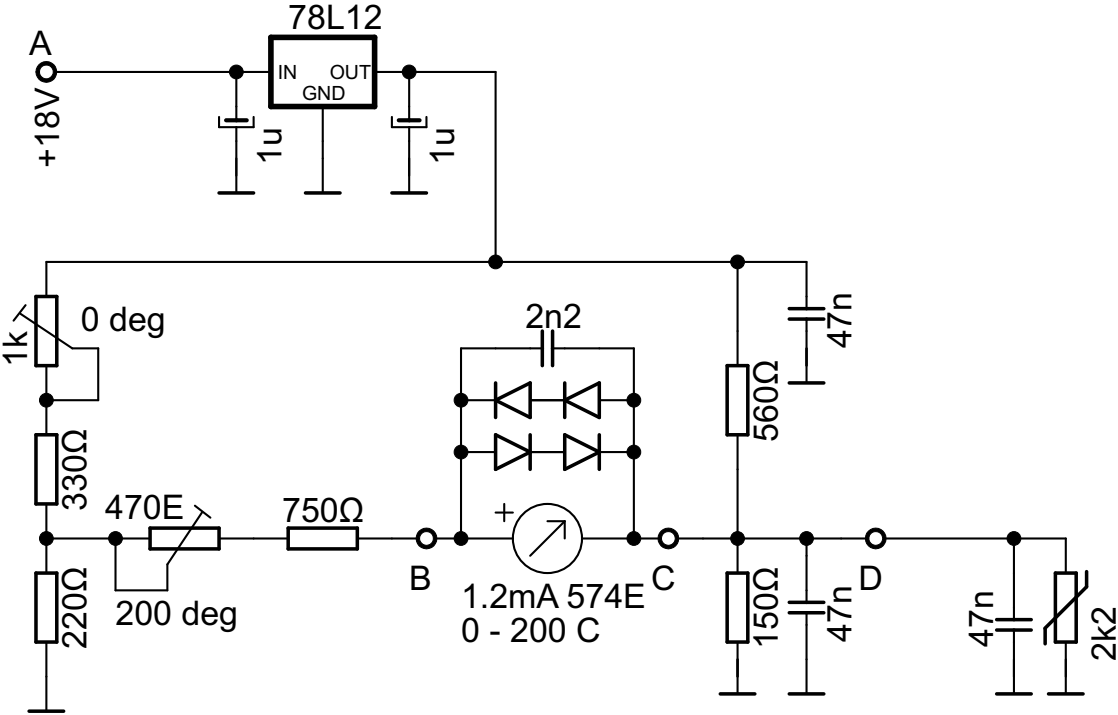 78L12
A
IN OUT
GND
+18V
1u
1u
0 deg
1k
2n2
47n
560Ω
330Ω
470E
750Ω
+
B
C
D
1.2mA 574E
0 - 200 C
220Ω
200 deg
150Ω
47n
47n
2k2